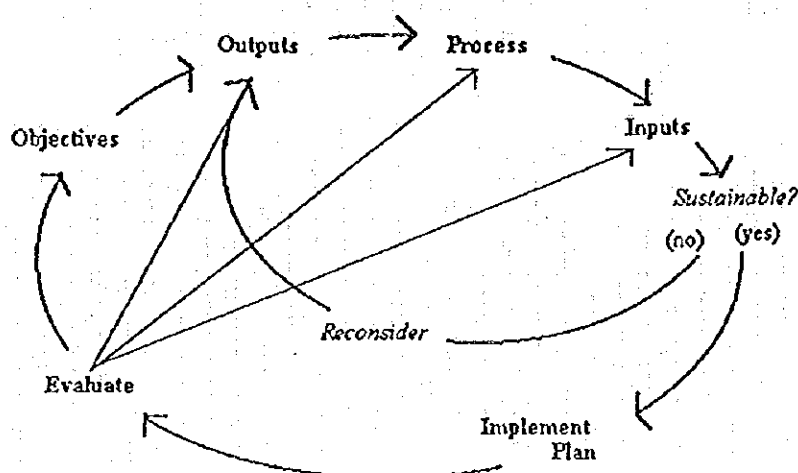 Outputs
Process
Objectives
Inputs
Sustainable?
(no)
(yes)
Reconsider
Evaluate
Implement
Plan